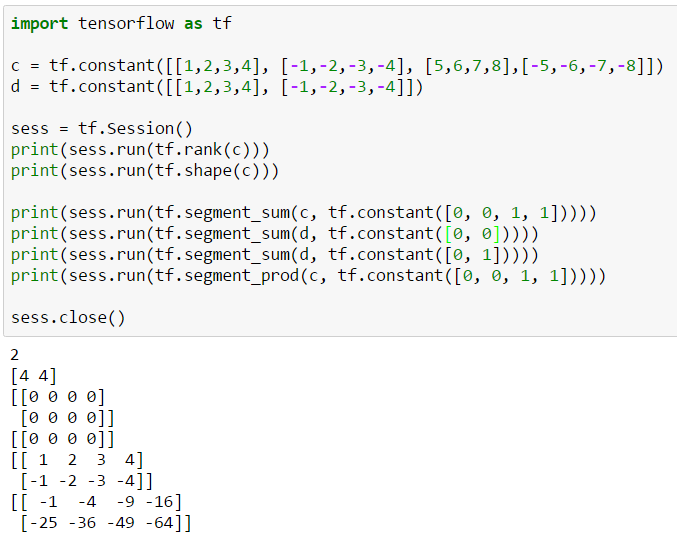 import tensorflow as tf
c = tf.constant([[1,2,3,4], [-1,-2,-3,-4], [5,6,7,8],[-5,-6,-7,-8]])
d = tf.constant([[1,2,3,4], [-1,-2,-3,-4]])
sess = tf.Session()
print(sess.run(tf.rank(c)))
print(sess.run(tf.shape(c)))
print(sess.run(tf.segment_sum(c, tf.constant([0, 0, 1, 1]))))
print(sess.run(tf.segment_sum(d, tf.constant([0, 0]))))
print(sess.run(tf.segment_sum(d, tf.constant([0, 1]))))
print(sess.run(tf.segment_prod(c, tf.constant([0, 0, 1, 1]))))
sess.close()
2
[4 4]
[[0 0 0 0]
 [0 0 0 0]]
[[0 0 0 0]]
[[ 1  2  3  4]
 [-1 -2 -3 -4]]
[[ -1  -4  -9 -16]
 [-25 -36 -49 -64]]